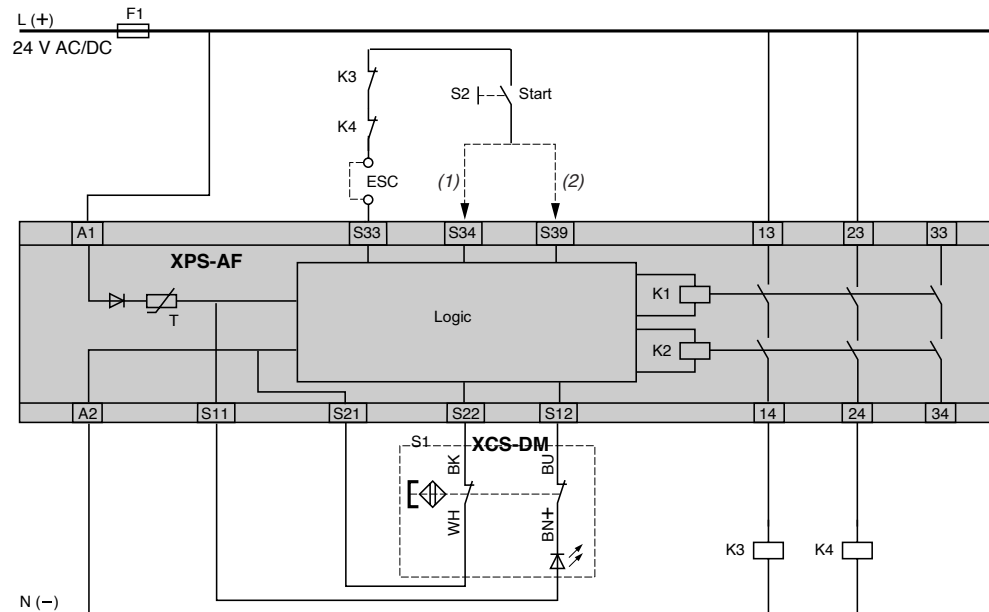 L (+)
F1
24 V AC/DC
K3
S2
Start
K4
ESC
(1)
(2)
A1
S33
S34
S39
13
23
33
XPS-AF
T
Logic
K1
K2
A2
S11
S21
S22
S12
14
24
34
S1
XCS-DM
BK
BU
WH
BN+
K3
K4
N (−)